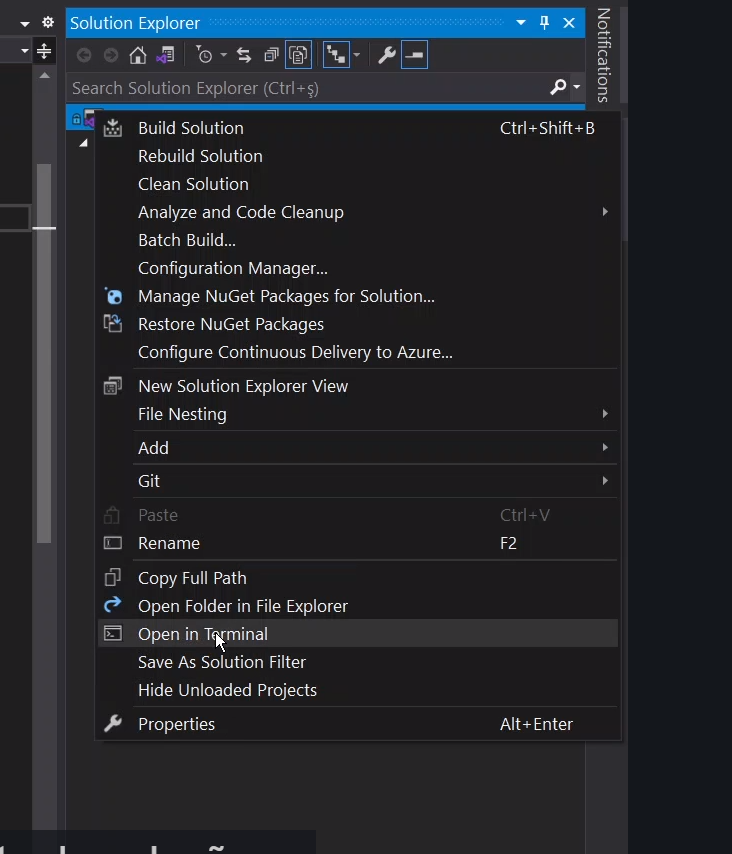 Solution Explorer
Notifications
Search Solution Explorer (Ctrl+ş)
Build Solution Ctrl+Shift+B
Rebuild Solution
Clean Solution
Analyze and Code Cleanup
Batch Build...
Configuration Manager...
Manage NuGet Packages for Solution...
Restore NuGet Packages
Configure Continuous Delivery to Azure...
New Solution Explorer View
File Nesting
Add
Git
Paste Ctrl+V
Rename F2
Copy Full Path
Open Folder in File Explorer
Open in Terminal
Save As Solution Filter
Hide Unloaded Projects
Properties Alt+Enter